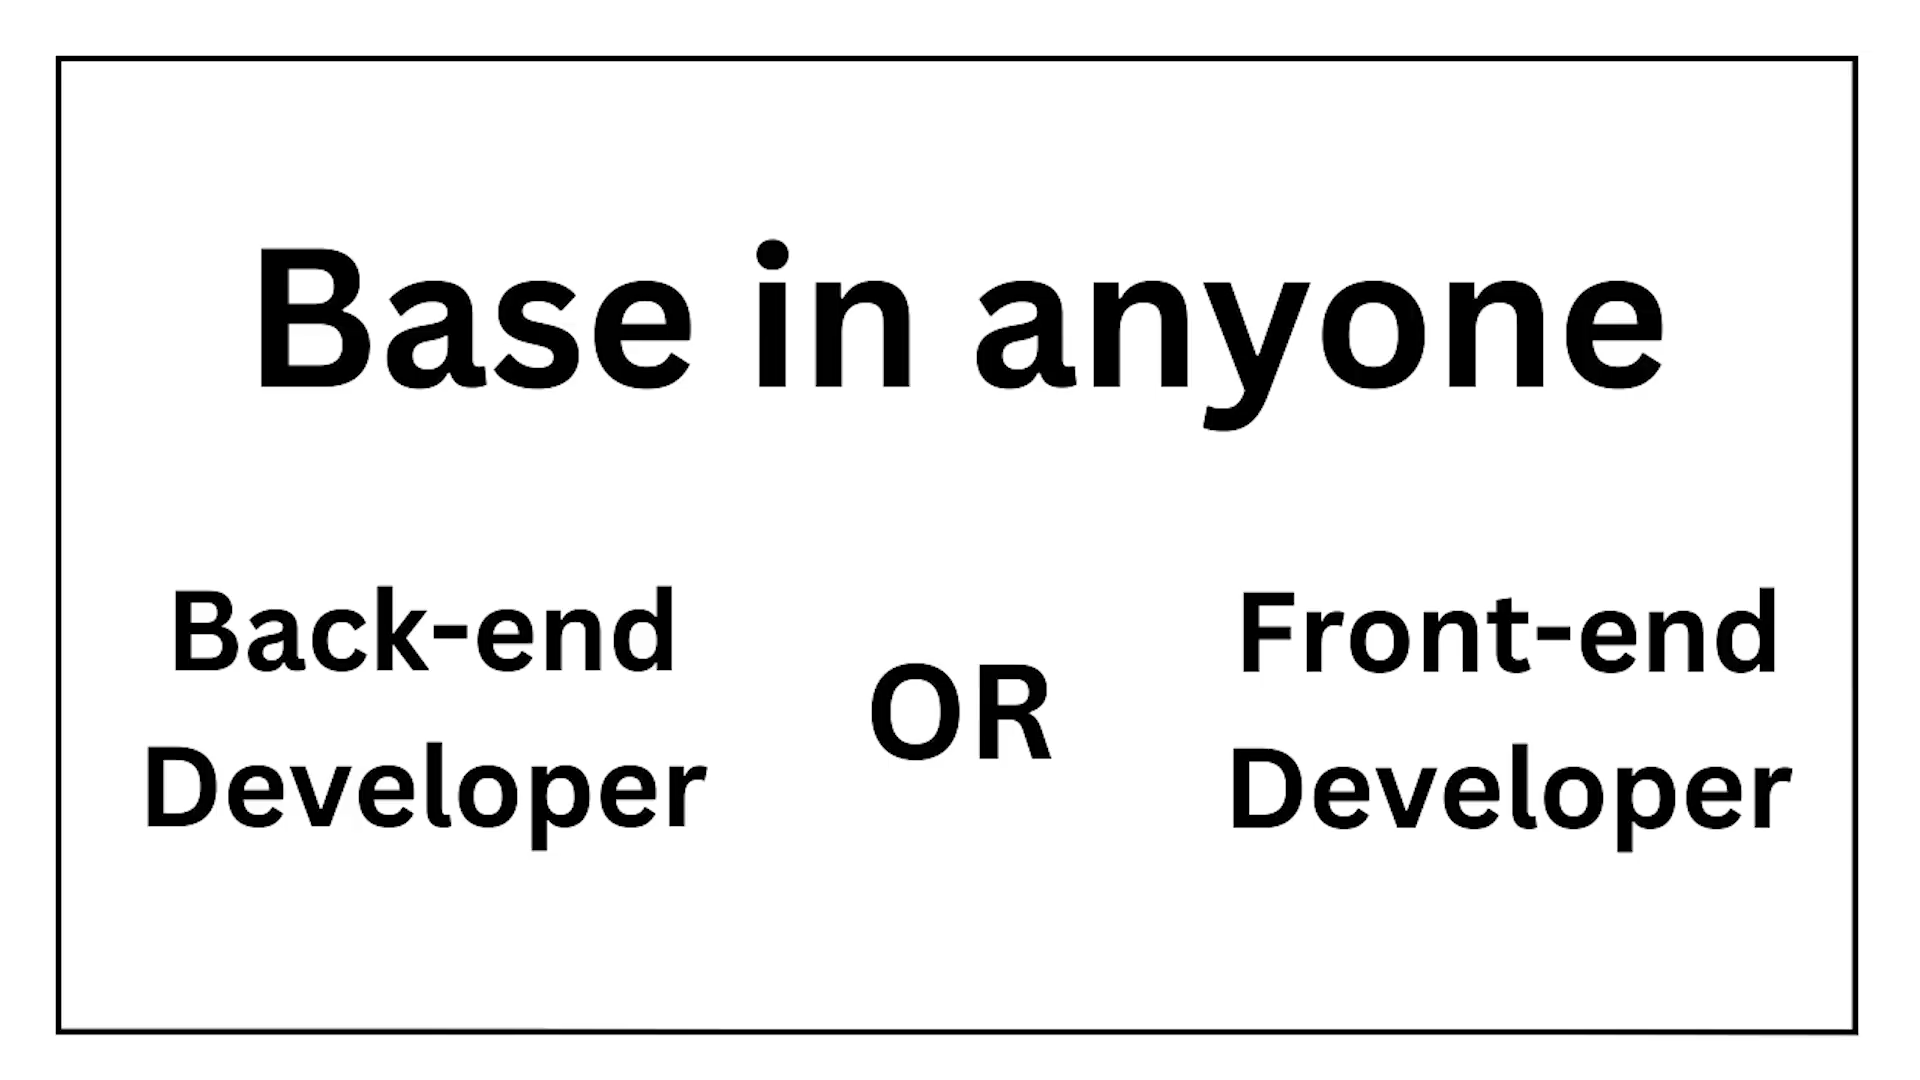 Base in anyone
Back-end
Developer
OR
Front-end
Developer